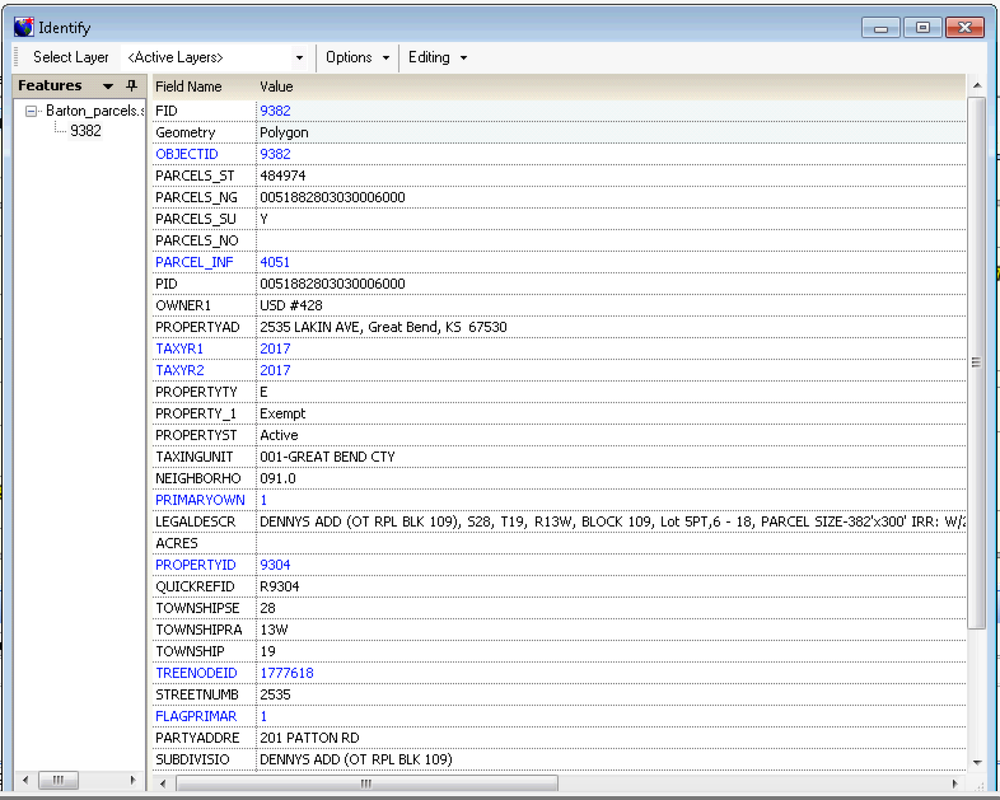 Identify
Select Layer <Active Layers> Options Editing
Features Field Name Value
Barton_parcels.s FID 9382
9382 Geometry Polygon
OBJECTID 9382
PARCELS_ST 484974
PARCELS_NG 0051882803030006000
PARCELS_SU Y
PARCELS_NO
PARCEL_INF 4051
PID 0051882803030006000
OWNER1 USD #428
PROPERTYAD 2535 LAKIN AVE, Great Bend, KS  67530
TAXYR1 2017
TAXYR2 2017
PROPERTYTY E
PROPERTY_1 Exempt
PROPERTYST Active
TAXINGUNIT 001-GREAT BEND CTY
NEIGHBORHO 091.0
PRIMARYOWN 1
LEGALDESCR DENNYS ADD (OT RPL BLK 109), S28, T19, R13W, BLOCK 109, Lot 5PT,6 - 18, PARCEL SIZE-382'x300' IRR: W/2
ACRES
PROPERTYID 9304
QUICKREFID R9304
TOWNSHIPSE 28
TOWNSHIPRA 13W
TOWNSHIP 19
TREENODEID 1777618
STREETNUMB 2535
FLAGPRIMAR 1
PARTYADDRE 201 PATTON RD
SUBDIVISIO DENNYS ADD (OT RPL BLK 109)